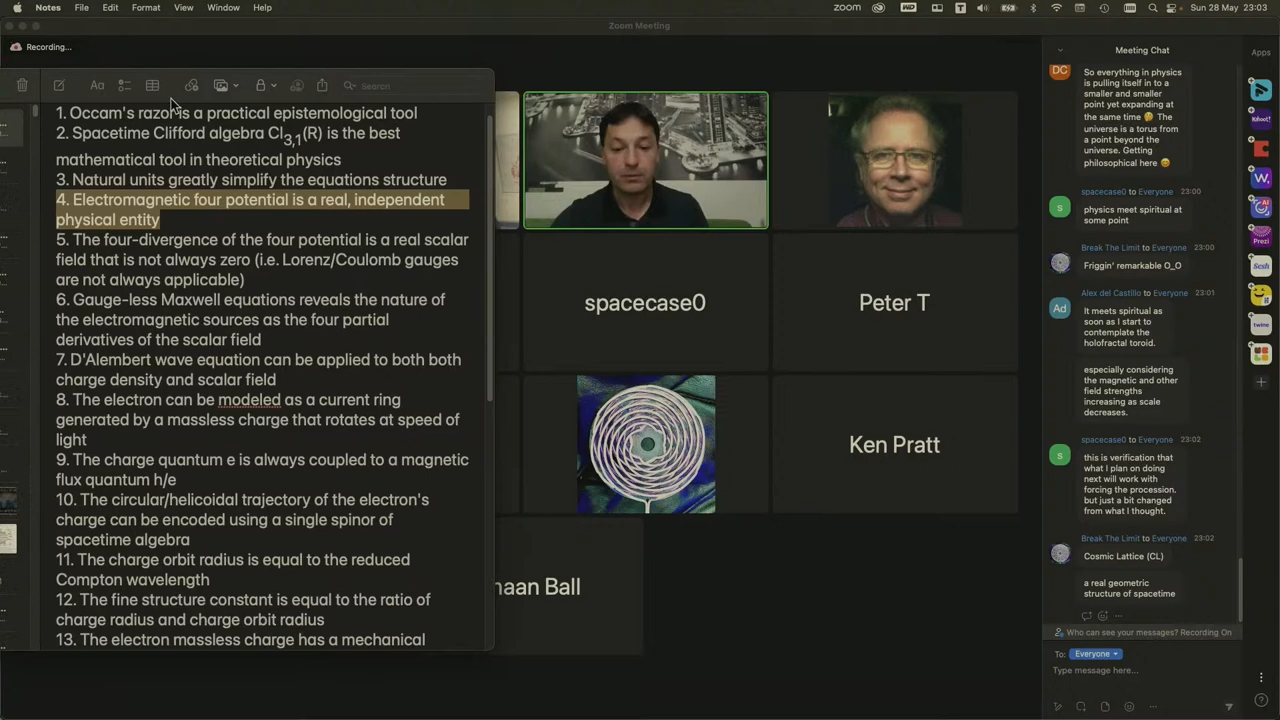 Notes File Edit Format View Window Help
zoom
Sun 28 May 23:03
Zoom Meeting
Recording...
Aa
Search
1. Occam's razor is a practical epistemological tool
2. Spacetime Clifford algebra Cl3,1(R) is the best
mathematical tool in theoretical physics
3. Natural units greatly simplify the equations structure
4. Electromagnetic four potential is a real, independent
physical entity
5. The four-divergence of the four potential is a real scalar
field that is not always zero (i.e. Lorenz/Coulomb gauges
are not always applicable)
6. Gauge-less Maxwell equations reveals the nature of
the electromagnetic sources as the four partial
derivatives of the scalar field
7. D'Alembert wave equation can be applied to both both
charge density and scalar field
8. The electron can be modeled as a current ring
generated by a massless charge that rotates at speed of
light
9. The charge quantum e is always coupled to a magnetic
flux quantum h/e
10. The circular/helicoidal trajectory of the electron's
charge can be encoded using a single spinor of
spacetime algebra
11. The charge orbit radius is equal to the reduced
Compton wavelength
12. The fine structure constant is equal to the ratio of
charge radius and charge orbit radius
13. The electron massless charge has a mechanical
spacecase0
Peter T
Ken Pratt
haan Ball
Meeting Chat
DC
So everything in physics
is pulling itself in to a
smaller and smaller
point yet expanding at
the same time 🤔 The
universe is a torus from
a point beyond the
universe. Getting
philosophical here 😄
spacecase0 to Everyone 23:00
s
physics meet spiritual at
some point
Break The Limit to Everyone 23:00
Friggin' remarkable O_O
Alex del Castillo to Everyone 23:01
Ad
It meets spiritual as
soon as I start to
contemplate the
holofractal toroid.
especially considering
the magnetic and other
field strengths
increasing as scale
decreases.
spacecase0 to Everyone 23:02
s
this is verification that
what I plan on doing
next will work with
forcing the procession.
but just a bit changed
from what I thought.
Break The Limit to Everyone 23:02
Cosmic Lattice (CL)
a real geometric
structure of spacetime
Who can see your messages? Recording On
To: Everyone
Type message here...
Apps
Kahoot!
W.
AI
Prezi
Sesh
twine